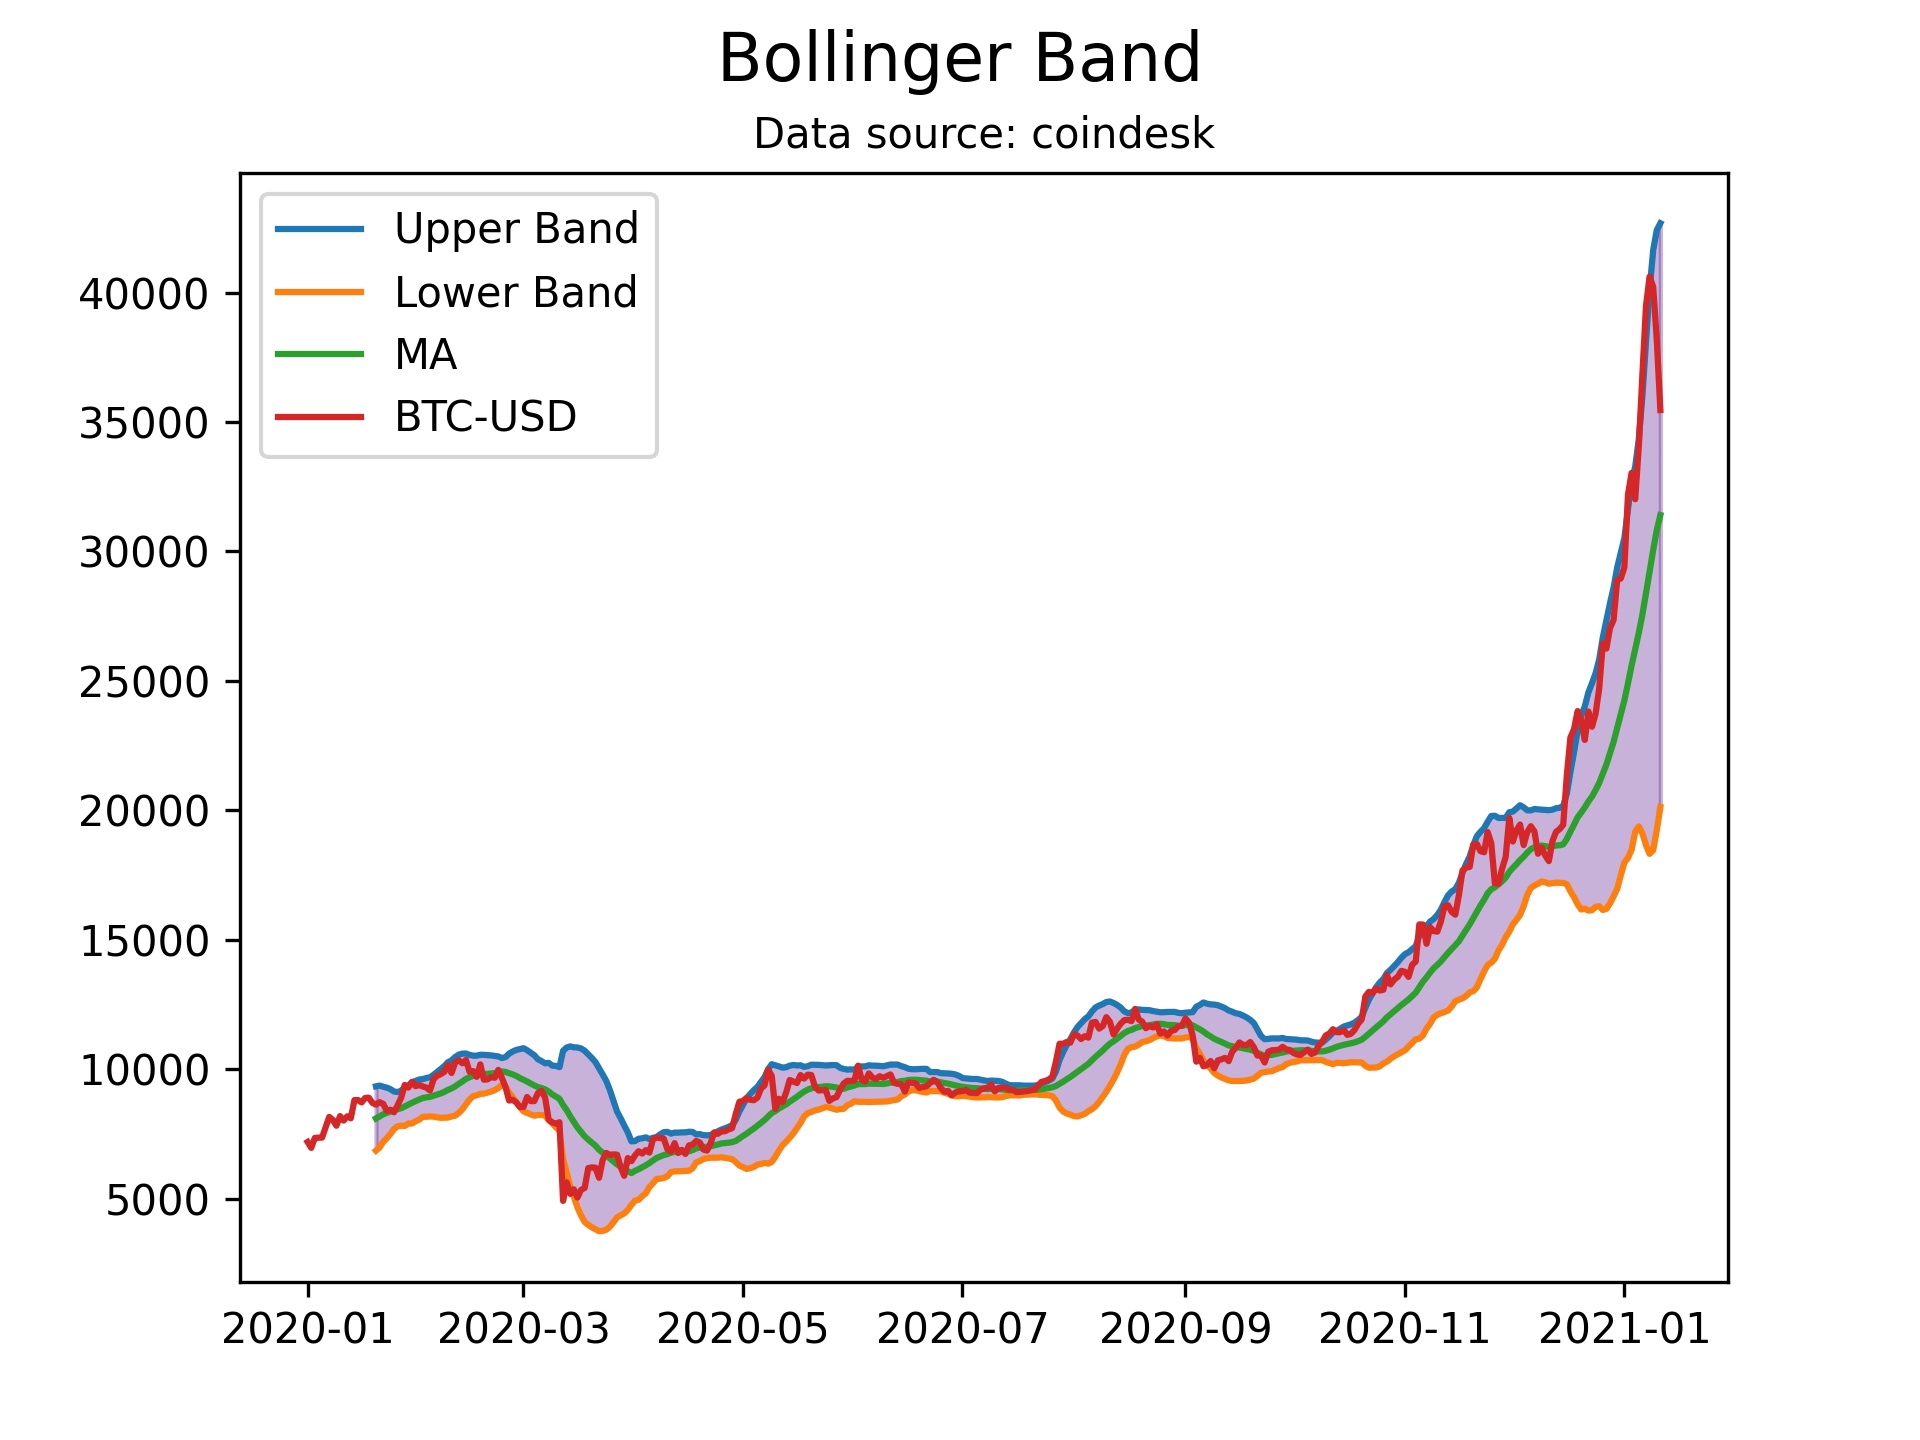 Bollinger Band
Data source: coindesk
Upper Band
Lower Band
MA
BTC-USD
40000
35000
30000
25000
20000
15000
10000
5000
2020-01 2020-03 2020-05 2020-07 2020-09 2020-11 2021-01